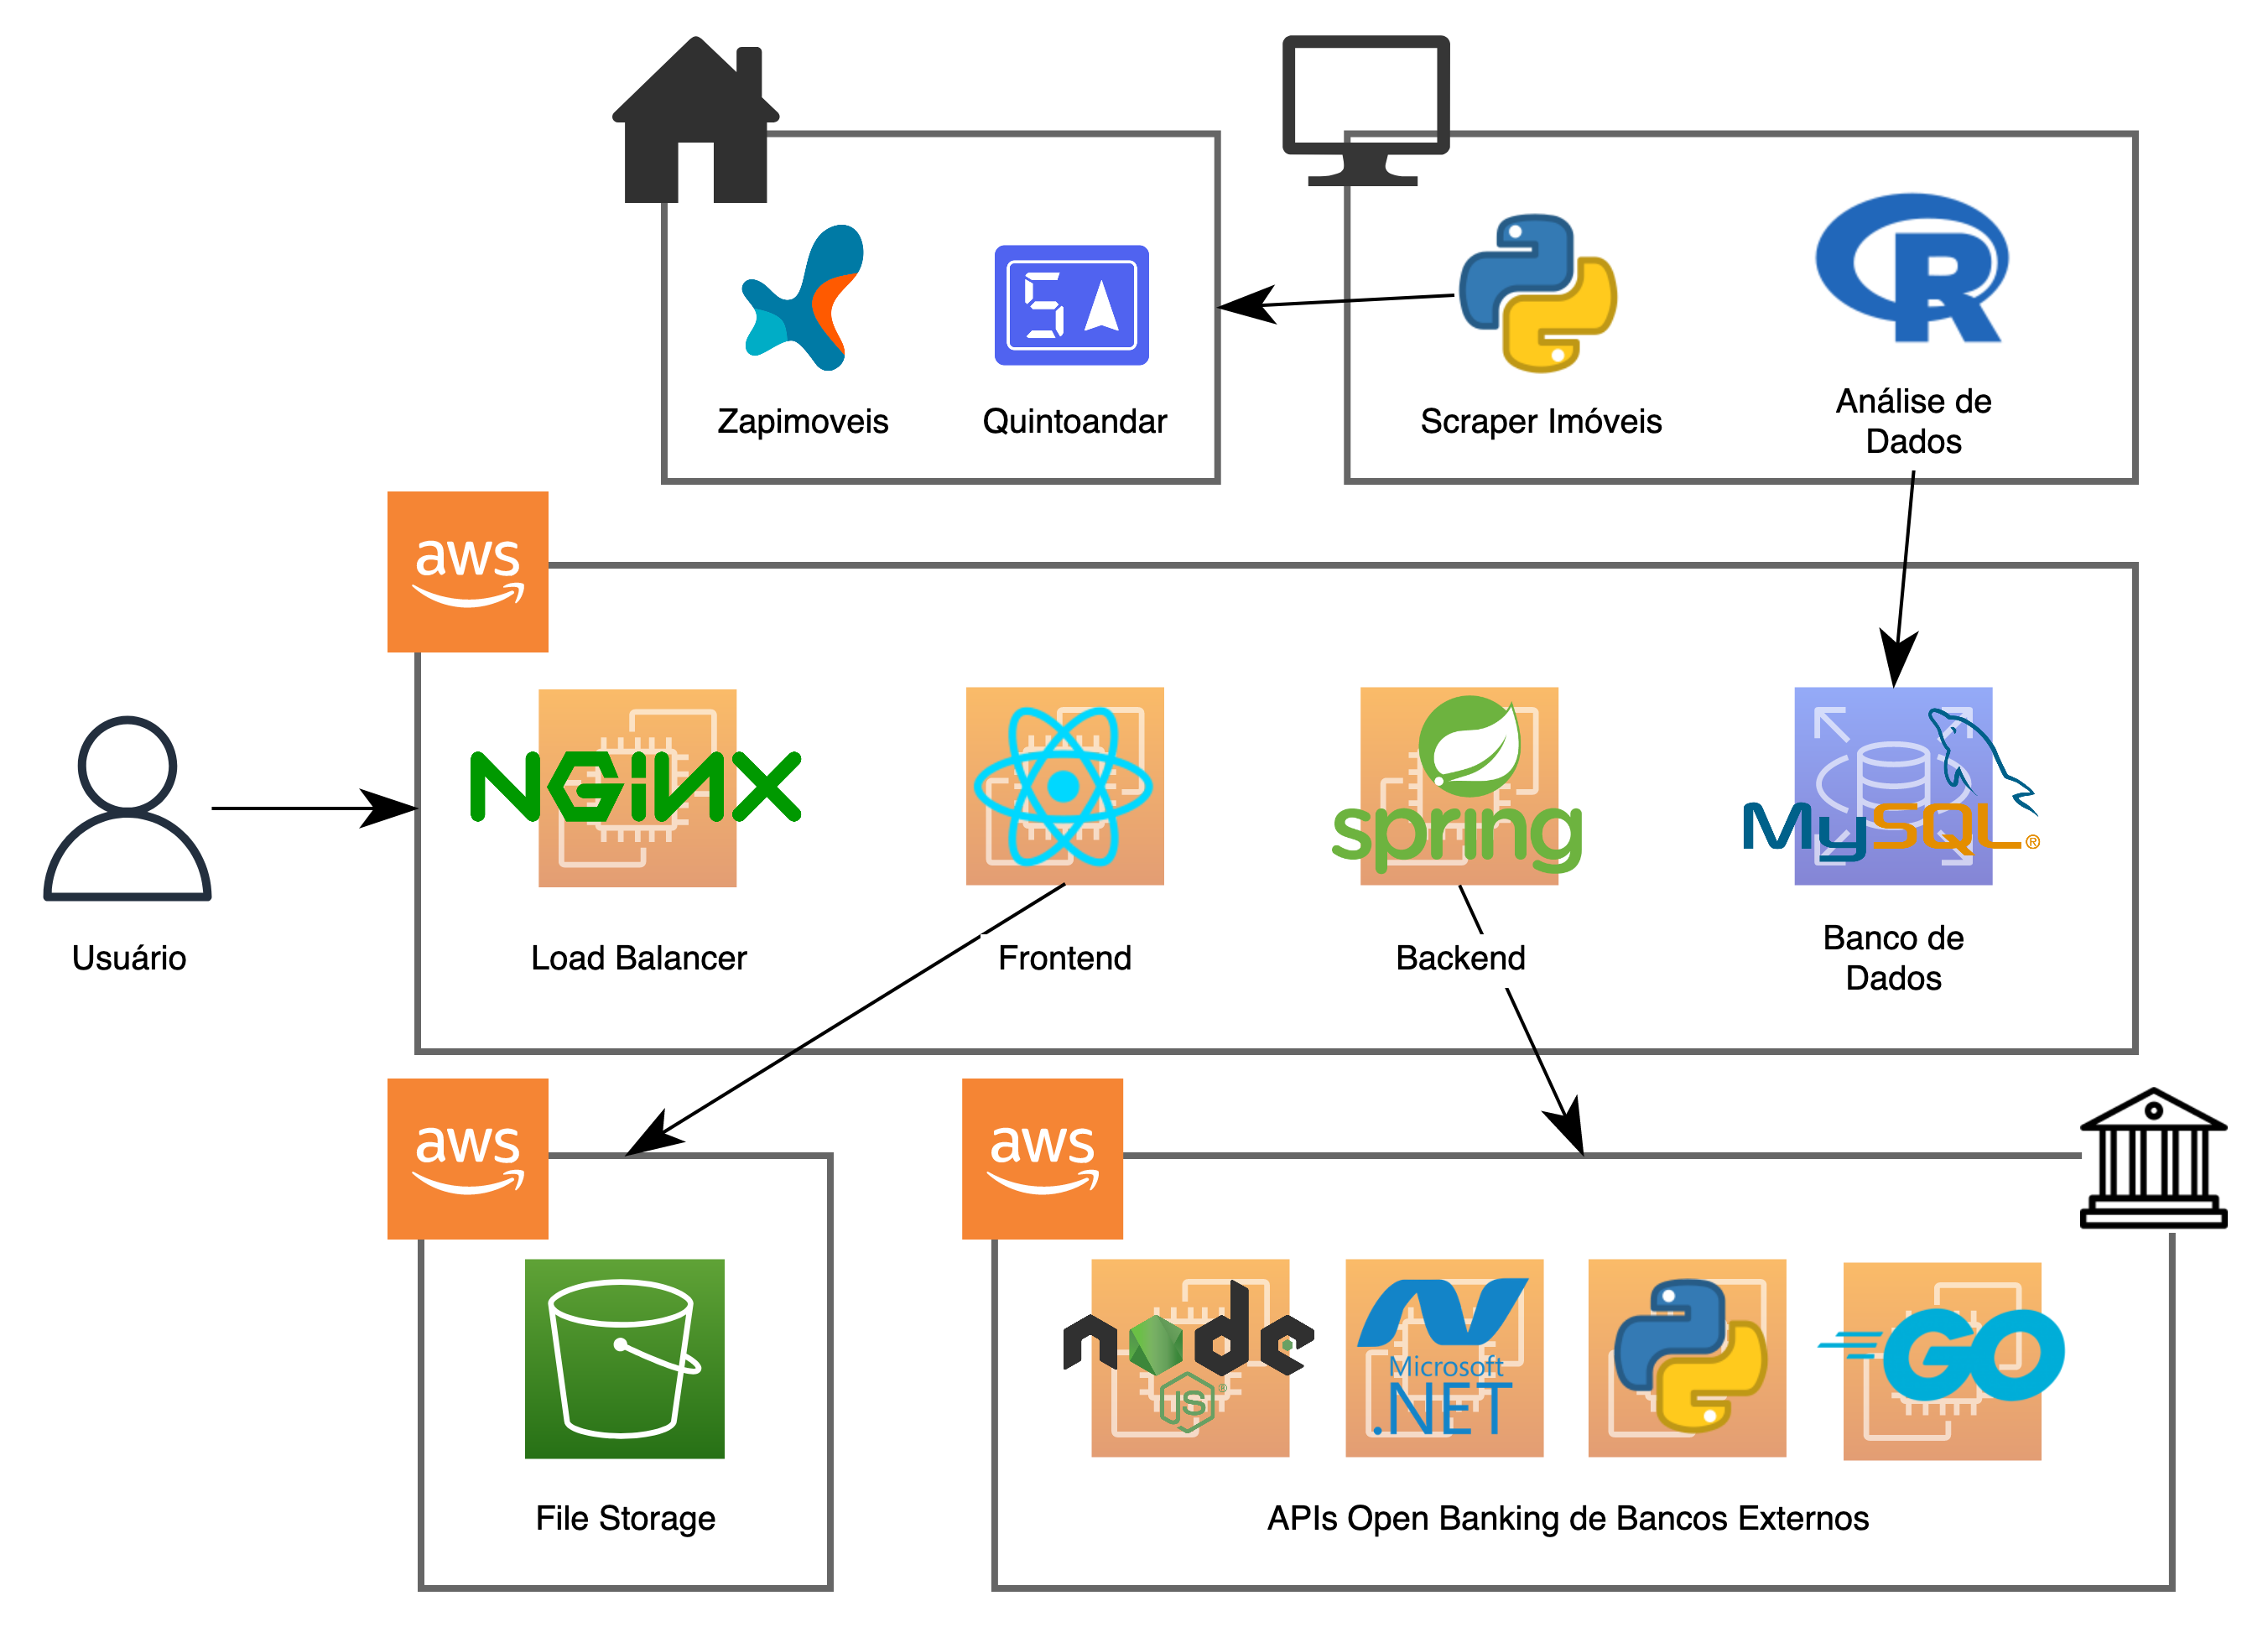 Zapimoveis
Quintoandar
Scraper Imóveis
R
Análise de
Dados
aws
NGINX
spring
MySQL®
Usuário
Load Balancer
Frontend
Backend
Banco de
Dados
aws
aws
node
JS®
Microsoft
.NET
GO
File Storage
APIs Open Banking de Bancos Externos